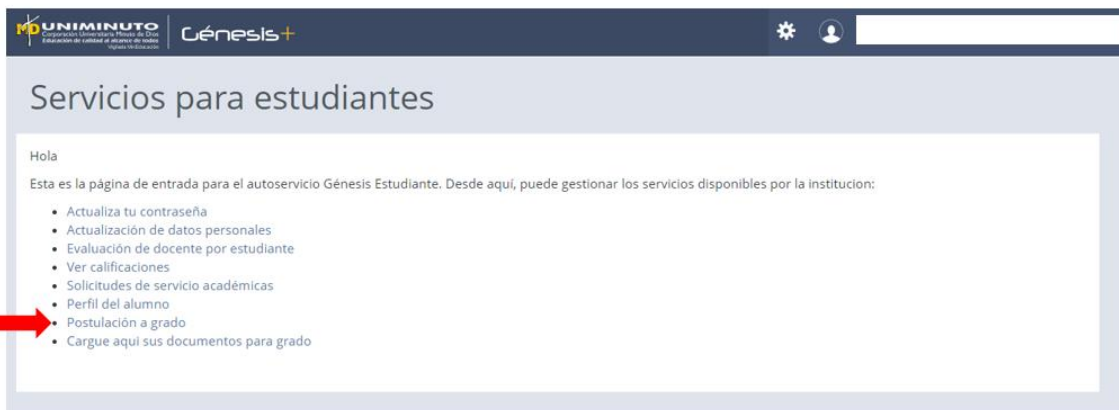 MD UNIMINUTO
Corporación Universitaria Minuto de Dios
Educación de calidad al alcance de todos
Vigilada MinEducación
Génesis+
Servicios para estudiantes
Hola
Esta es la página de entrada para el autoservicio Génesis Estudiante. Desde aquí, puede gestionar los servicios disponibles por la institucion:
• Actualiza tu contraseña
• Actualización de datos personales
• Evaluación de docente por estudiante
• Ver calificaciones
• Solicitudes de servicio académicas
• Perfil del alumno
• Postulación a grado
• Cargue aqui sus documentos para grado